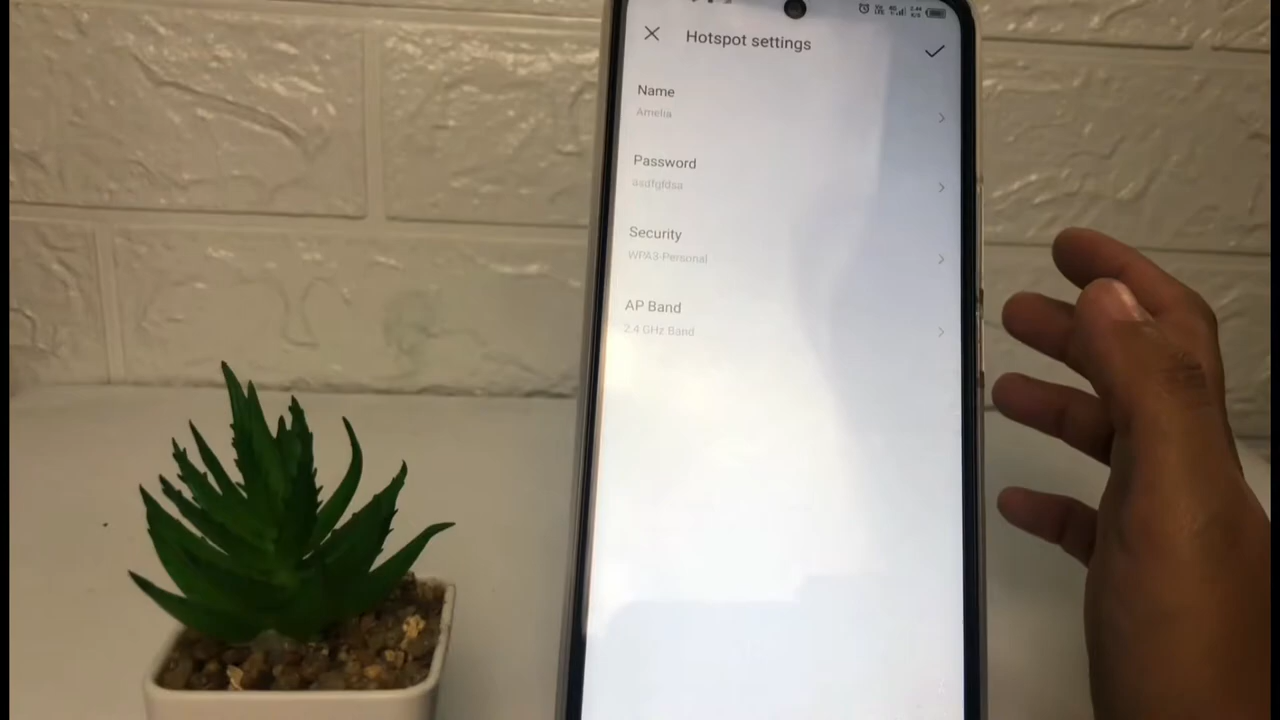 Hotspot settings
Name
Amelia
Password
asdfgfdsa
Security
WPA3-Personal
AP Band
2.4 GHz Band